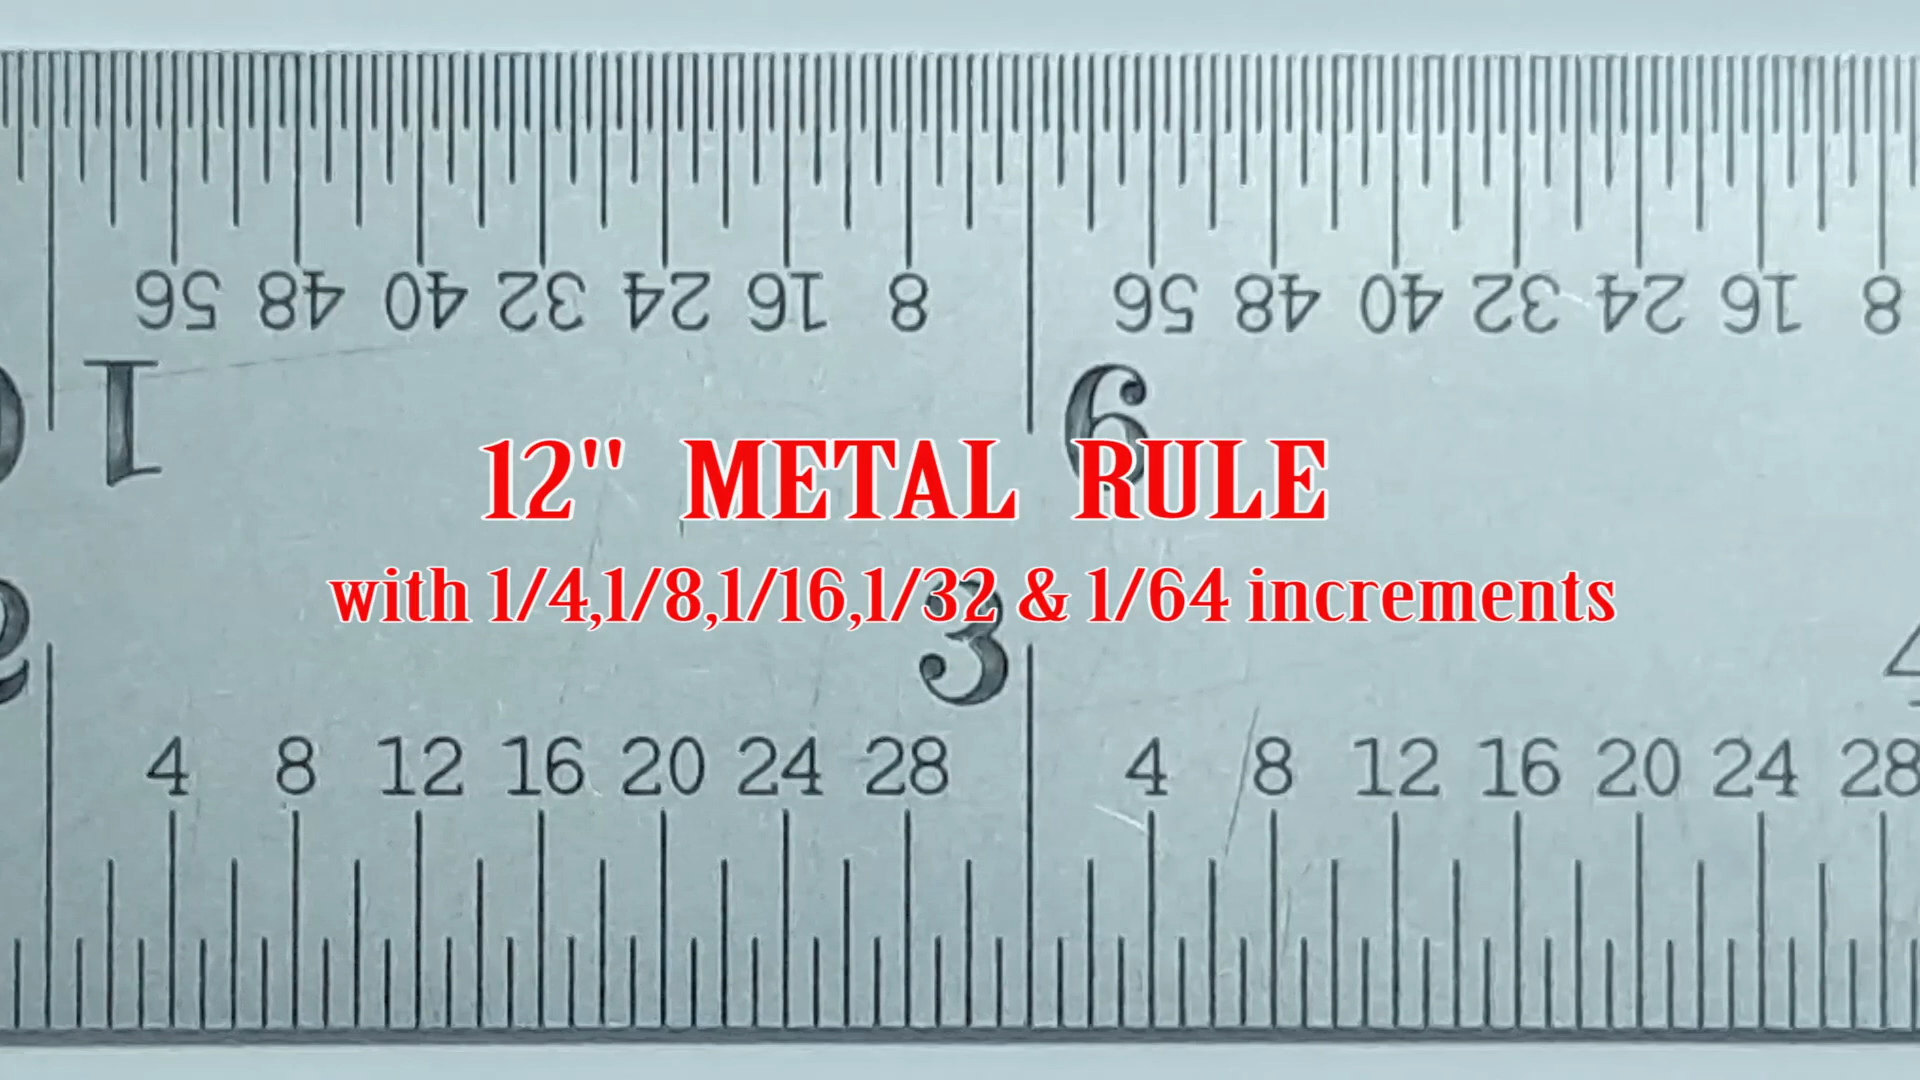 56 48 40 32 24 16 8 56 48 40 32 24 16 8
1 9
12" METAL RULE
with 1/4,1/8,1/16,1/32 & 1/64 increments
2 3 4
4 8 12 16 20 24 28 4 8 12 16 20 24 28